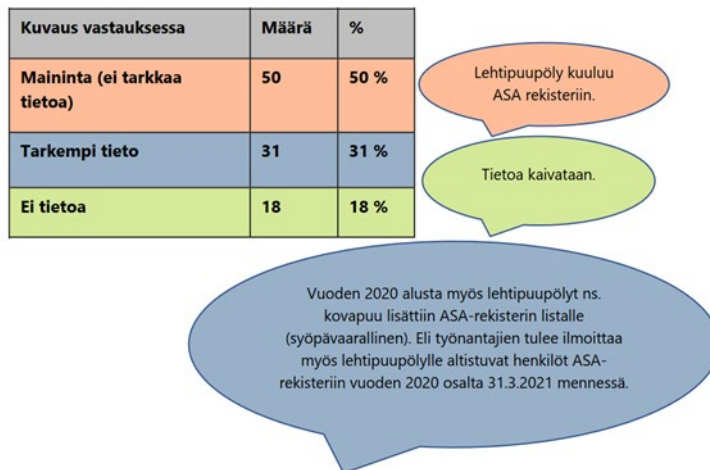 Kuvaus vastauksessa Määrä %
Maininta (ei tarkkaa tietoa) 50 50 %
Tarkempi tieto 31 31 %
Ei tietoa 18 18 %
Lehtipuupöly kuuluu
ASA rekisteriin.
Tietoa kaivataan.
Vuoden 2020 alusta myös lehtipuupölyt ns.
kovapuu lisättiin ASA-rekisterin listalle
(syöpävaarallinen). Eli työnantajien tulee ilmoittaa
myös lehtipuupölylle altistuvat henkilöt ASA-
rekisteriin vuoden 2020 osalta 31.3.2021 mennessä.